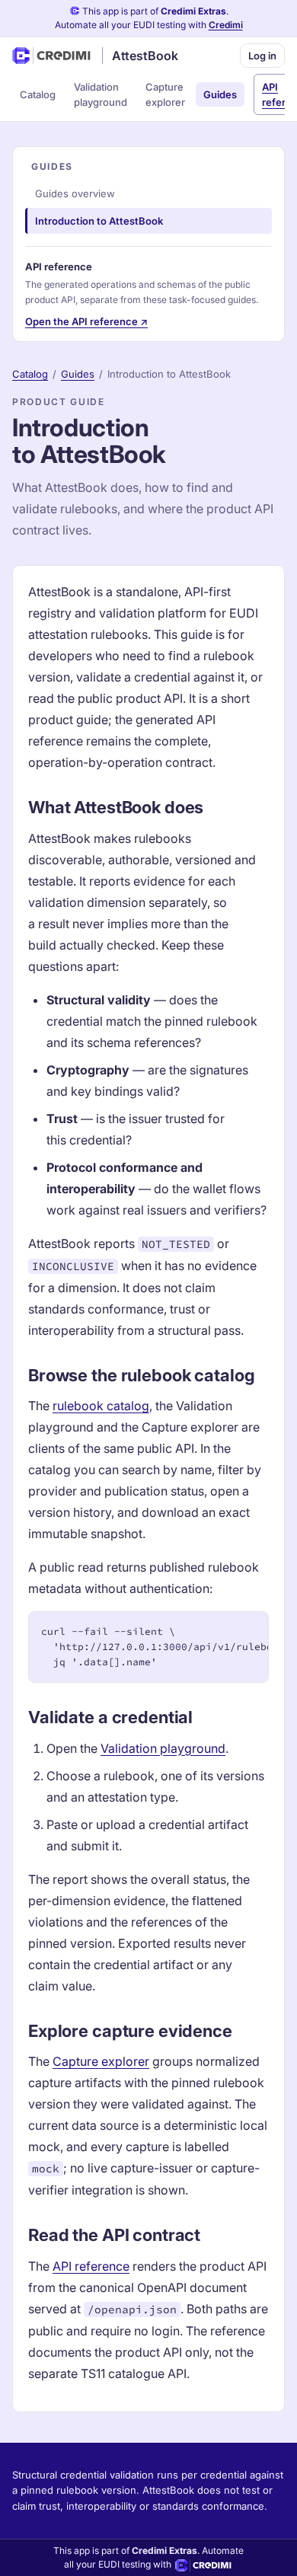 This app is part of Credimi Extras.
Automate all your EUDI testing with Credimi
CREDIMI AttestBook Log in
Catalog Validation playground Capture explorer Guides API
GUIDES
Guides overview
Introduction to AttestBook
API reference
The generated operations and schemas of the public
product API, separate from these task-focused guides.
Open the API reference ↗
Catalog / Guides / Introduction to AttestBook
PRODUCT GUIDE
Introduction
to AttestBook
What AttestBook does, how to find and
validate rulebooks, and where the product API
contract lives.
AttestBook is a standalone, API-first
registry and validation platform for EUDI
attestation rulebooks. This guide is for
developers who need to find a rulebook
version, validate a credential against it, or
read the public product API. It is a short
product guide; the generated API
reference remains the complete,
operation-by-operation contract.
What AttestBook does
AttestBook makes rulebooks
discoverable, authorable, versioned and
testable. It reports evidence for each
validation dimension separately, so
a result never implies more than the
build actually checked. Keep these
questions apart:
• Structural validity — does the
credential match the pinned rulebook
and its schema references?
• Cryptography — are the signatures
and key bindings valid?
• Trust — is the issuer trusted for
this credential?
• Protocol conformance and
interoperability — do the wallet flows
work against real issuers and verifiers?
AttestBook reports NOT_TESTED or
INCONCLUSIVE when it has no evidence
for a dimension. It does not claim
standards conformance, trust or
interoperability from a structural pass.
Browse the rulebook catalog
The rulebook catalog, the Validation
playground and the Capture explorer are
clients of the same public API. In the
catalog you can search by name, filter by
provider and publication status, open a
version history, and download an exact
immutable snapshot.
A public read returns published rulebook
metadata without authentication:
curl --fail --silent \
'http://127.0.0.1:3000/api/v1/rulebo
jq '.data[].name'
Validate a credential
1. Open the Validation playground.
2. Choose a rulebook, one of its versions
and an attestation type.
3. Paste or upload a credential artifact
and submit it.
The report shows the overall status, the
per-dimension evidence, the flattened
violations and the references of the
pinned version. Exported results never
contain the credential artifact or any
claim value.
Explore capture evidence
The Capture explorer groups normalized
capture artifacts with the pinned rulebook
version they were validated against. The
current data source is a deterministic local
mock, and every capture is labelled
mock; no live capture-issuer or capture-
verifier integration is shown.
Read the API contract
The API reference renders the product API
from the canonical OpenAPI document
served at /openapi.json. Both paths are
public and require no login. The reference
documents the product API only, not the
separate TS11 catalogue API.
Structural credential validation runs per credential against
a pinned rulebook version. AttestBook does not test or
claim trust, interoperability or standards conformance.
This app is part of Credimi Extras. Automate
all your EUDI testing with CREDIMI